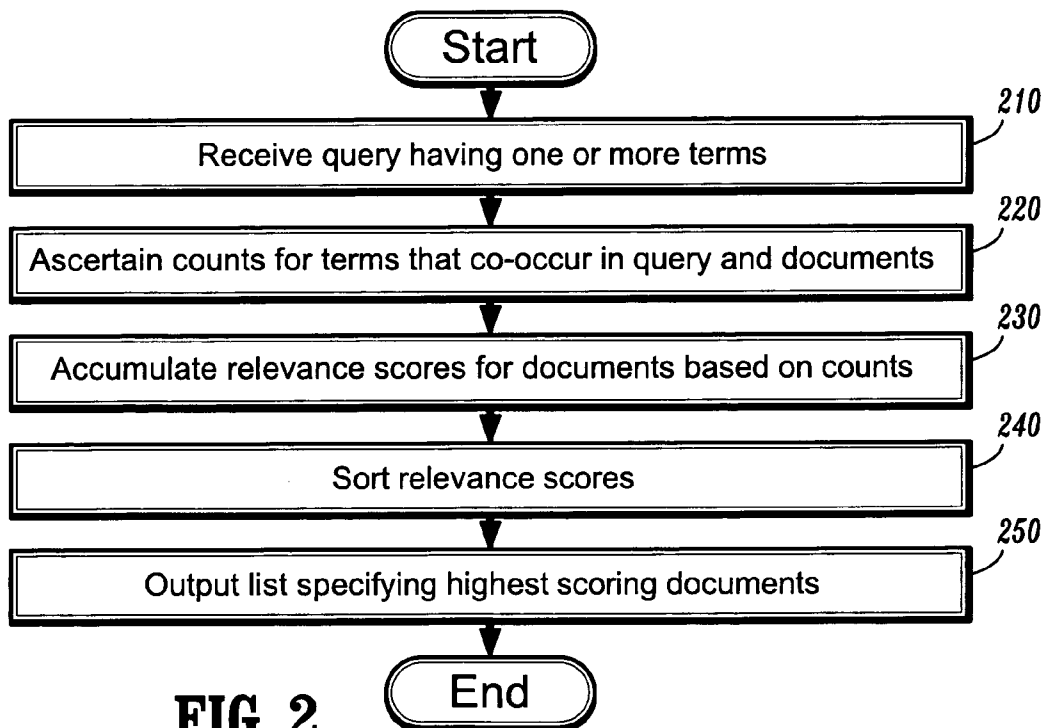 Start
210
Receive query having one or more terms
220
Ascertain counts for terms that co-occur in query and documents
230
Accumulate relevance scores for documents based on counts
240
Sort relevance scores
250
Output list specifying highest scoring documents
End
FIG. 2